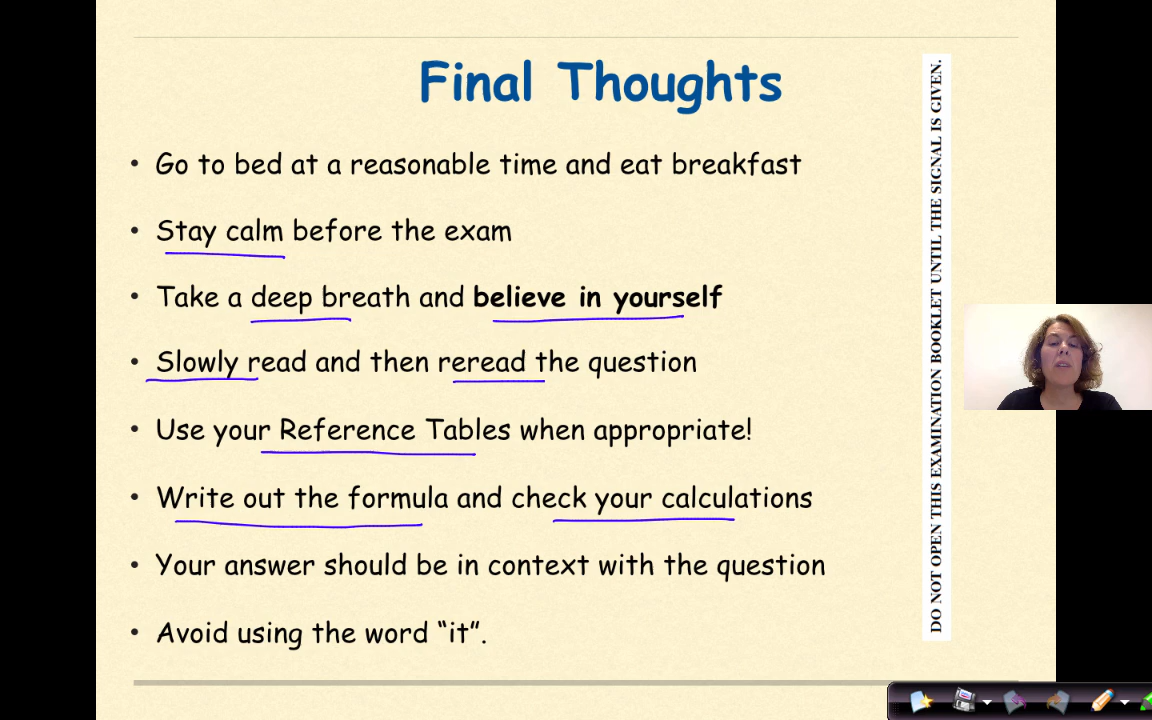 Final Thoughts
• Go to bed at a reasonable time and eat breakfast
• Stay calm before the exam
• Take a deep breath and believe in yourself
• Slowly read and then reread the question
• Use your Reference Tables when appropriate!
• Write out the formula and check your calculations
• Your answer should be in context with the question
• Avoid using the word “it”.
DO NOT OPEN THIS EXAMINATION BOOKLET UNTIL THE SIGNAL IS GIVEN.